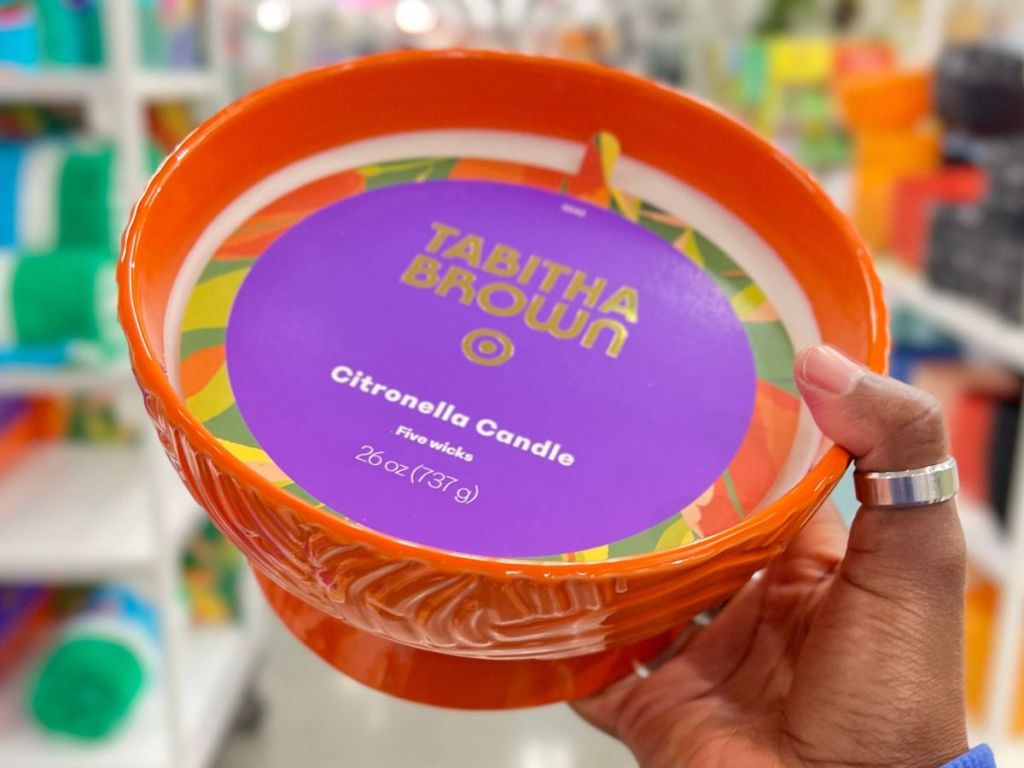 TABITHA
BROWN
Citronella Candle
Five wicks
26 oz (737 g)